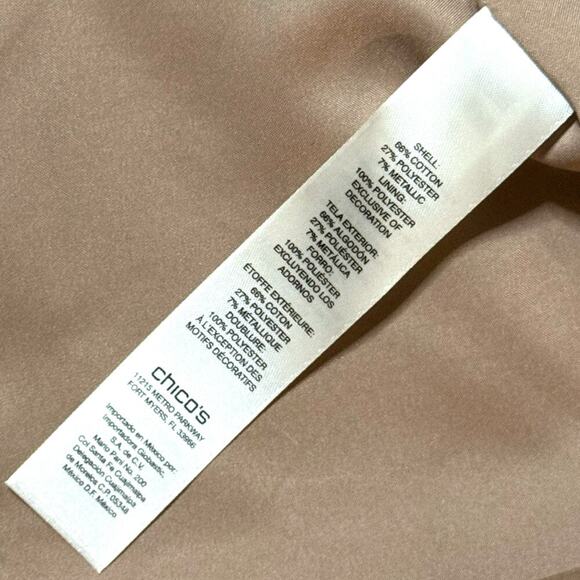 SHELL:
66% COTTON
27% POLYESTER
7% METALLIC
LINING:
100% POLYESTER
EXCLUSIVE OF
DECORATION
TELA EXTERIOR:
66% ALGODÓN
27% POLIÉSTER
7% METÁLICA
FORRO:
100% POLIÉSTER
EXCLUYENDO LOS
ADORNOS
ÉTOFFE EXTÉRIEURE:
66% COTON
27% POLYESTER
7% MÉTALLIQUE
DOUBLURE:
100% POLYESTER
À L'EXCEPTION DES
MOTIFS DÉCORATIFS
chico's
11215 METRO PARKWAY
FORT MYERS, FL 33966
Importado en México por:
Importadora Globastic,
S.A. de C.V.
Mario Pani No. 200
Col Santa Fe Cuajimalpa
Delegación Cuajimalpa
de Morelos C.P. 05348
México D.F. México